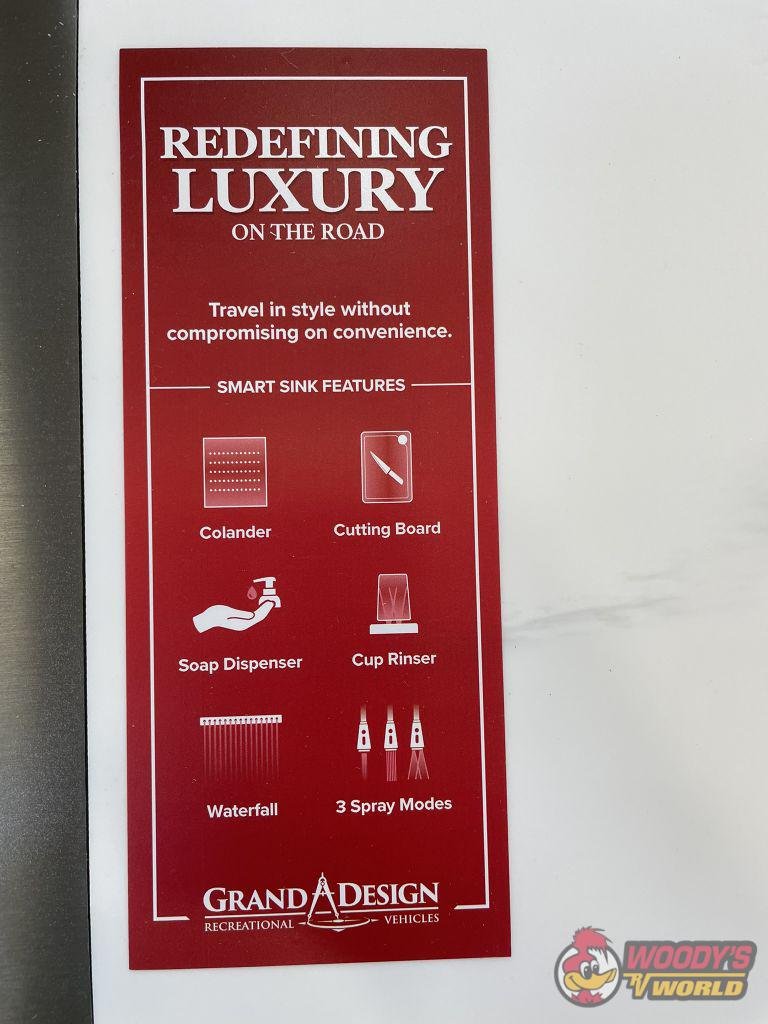 REDEFINING
LUXURY
ON THE ROAD
Travel in style without
compromising on convenience.
SMART SINK FEATURES
Colander
Cutting Board
Soap Dispenser
Cup Rinser
Waterfall
3 Spray Modes
GRAND DESIGN
RECREATIONAL VEHICLES
WOODY'S
RV WORLD